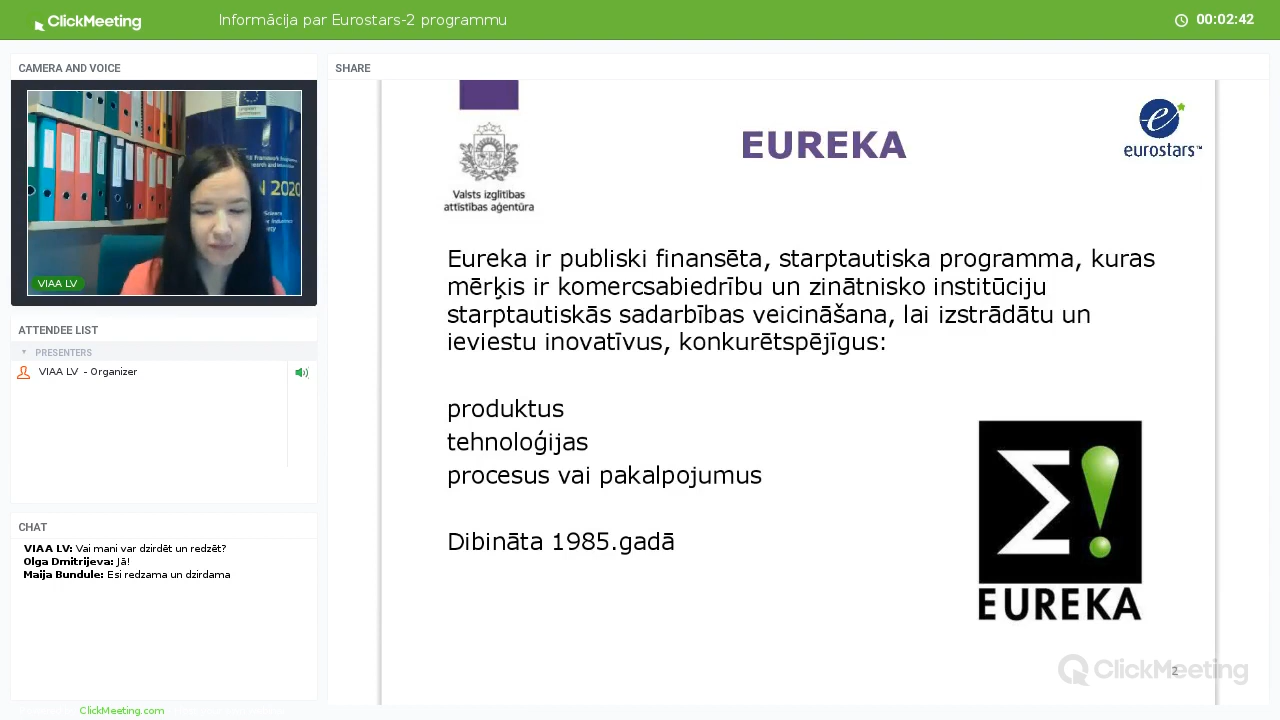 ClickMeeting
Informācija par Eurostars-2 programmu
00:02:42
CAMERA AND VOICE
VIAA LV
ATTENDEE LIST
PRESENTERS
VIAA LV - Organizer
CHAT
VIAA LV: Vai mani var dzirdēt un redzēt?
Olga Dmitrijeva: Jā!
Maija Bundule: Esi redzama un dzirdama
ClickMeeting.com
SHARE
Valsts izglītības
attīstības aģentūra
EUREKA
eurostars™
Eureka ir publiski finansēta, starptautiska programma, kuras
mērķis ir komercsabiedrību un zinātnisko institūciju
starptautiskās sadarbības veicināšana, lai izstrādātu un
ieviestu inovatīvus, konkurētspējīgus:
produktus
tehnoloģijas
procesus vai pakalpojumus
Dibināta 1985.gadā
Σ!
EUREKA
2
ClickMeeting